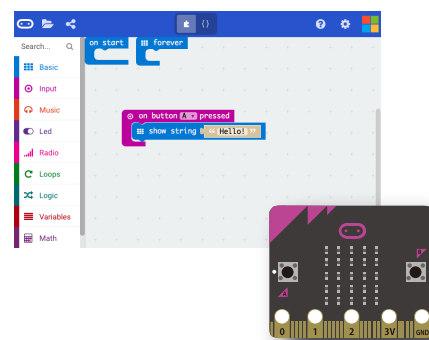 Search...
Basic
Input
Music
Led
Radio
Loops
Logic
Variables
Math
{ }
?
on start
forever
on button A pressed
show string "Hello!"
A
B
0 1 2 3V GND